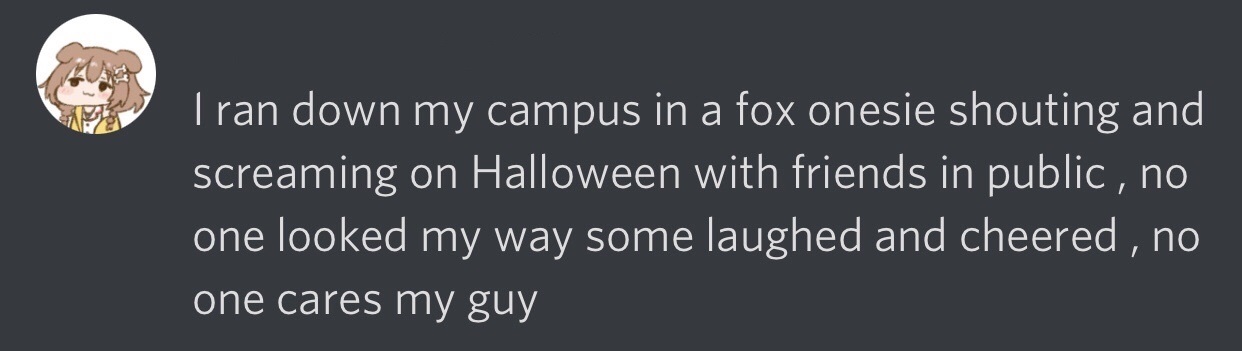 I ran down my campus in a fox onesie shouting and
screaming on Halloween with friends in public , no
one looked my way some laughed and cheered , no
one cares my guy